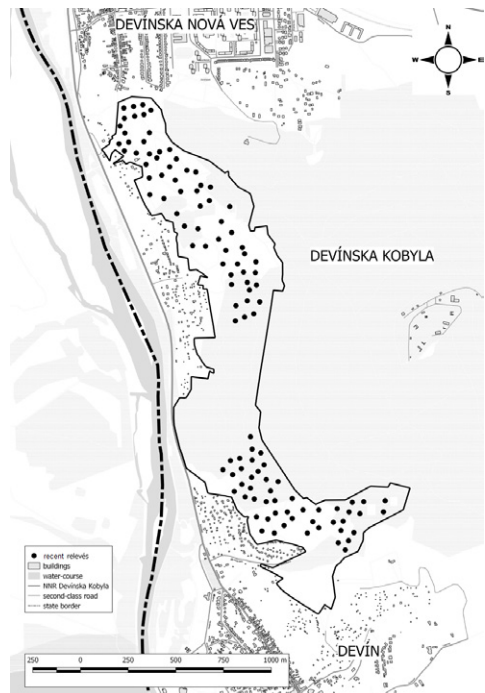 DEVÍNSKA NOVÁ VES
N
W
E
S
DEVÍNSKA KOBYLA
recent relevés
buildings
water-course
NNR Devínska Kobyla
second-class road
state border
250 0 250 500 750 1000 m
DEVÍN